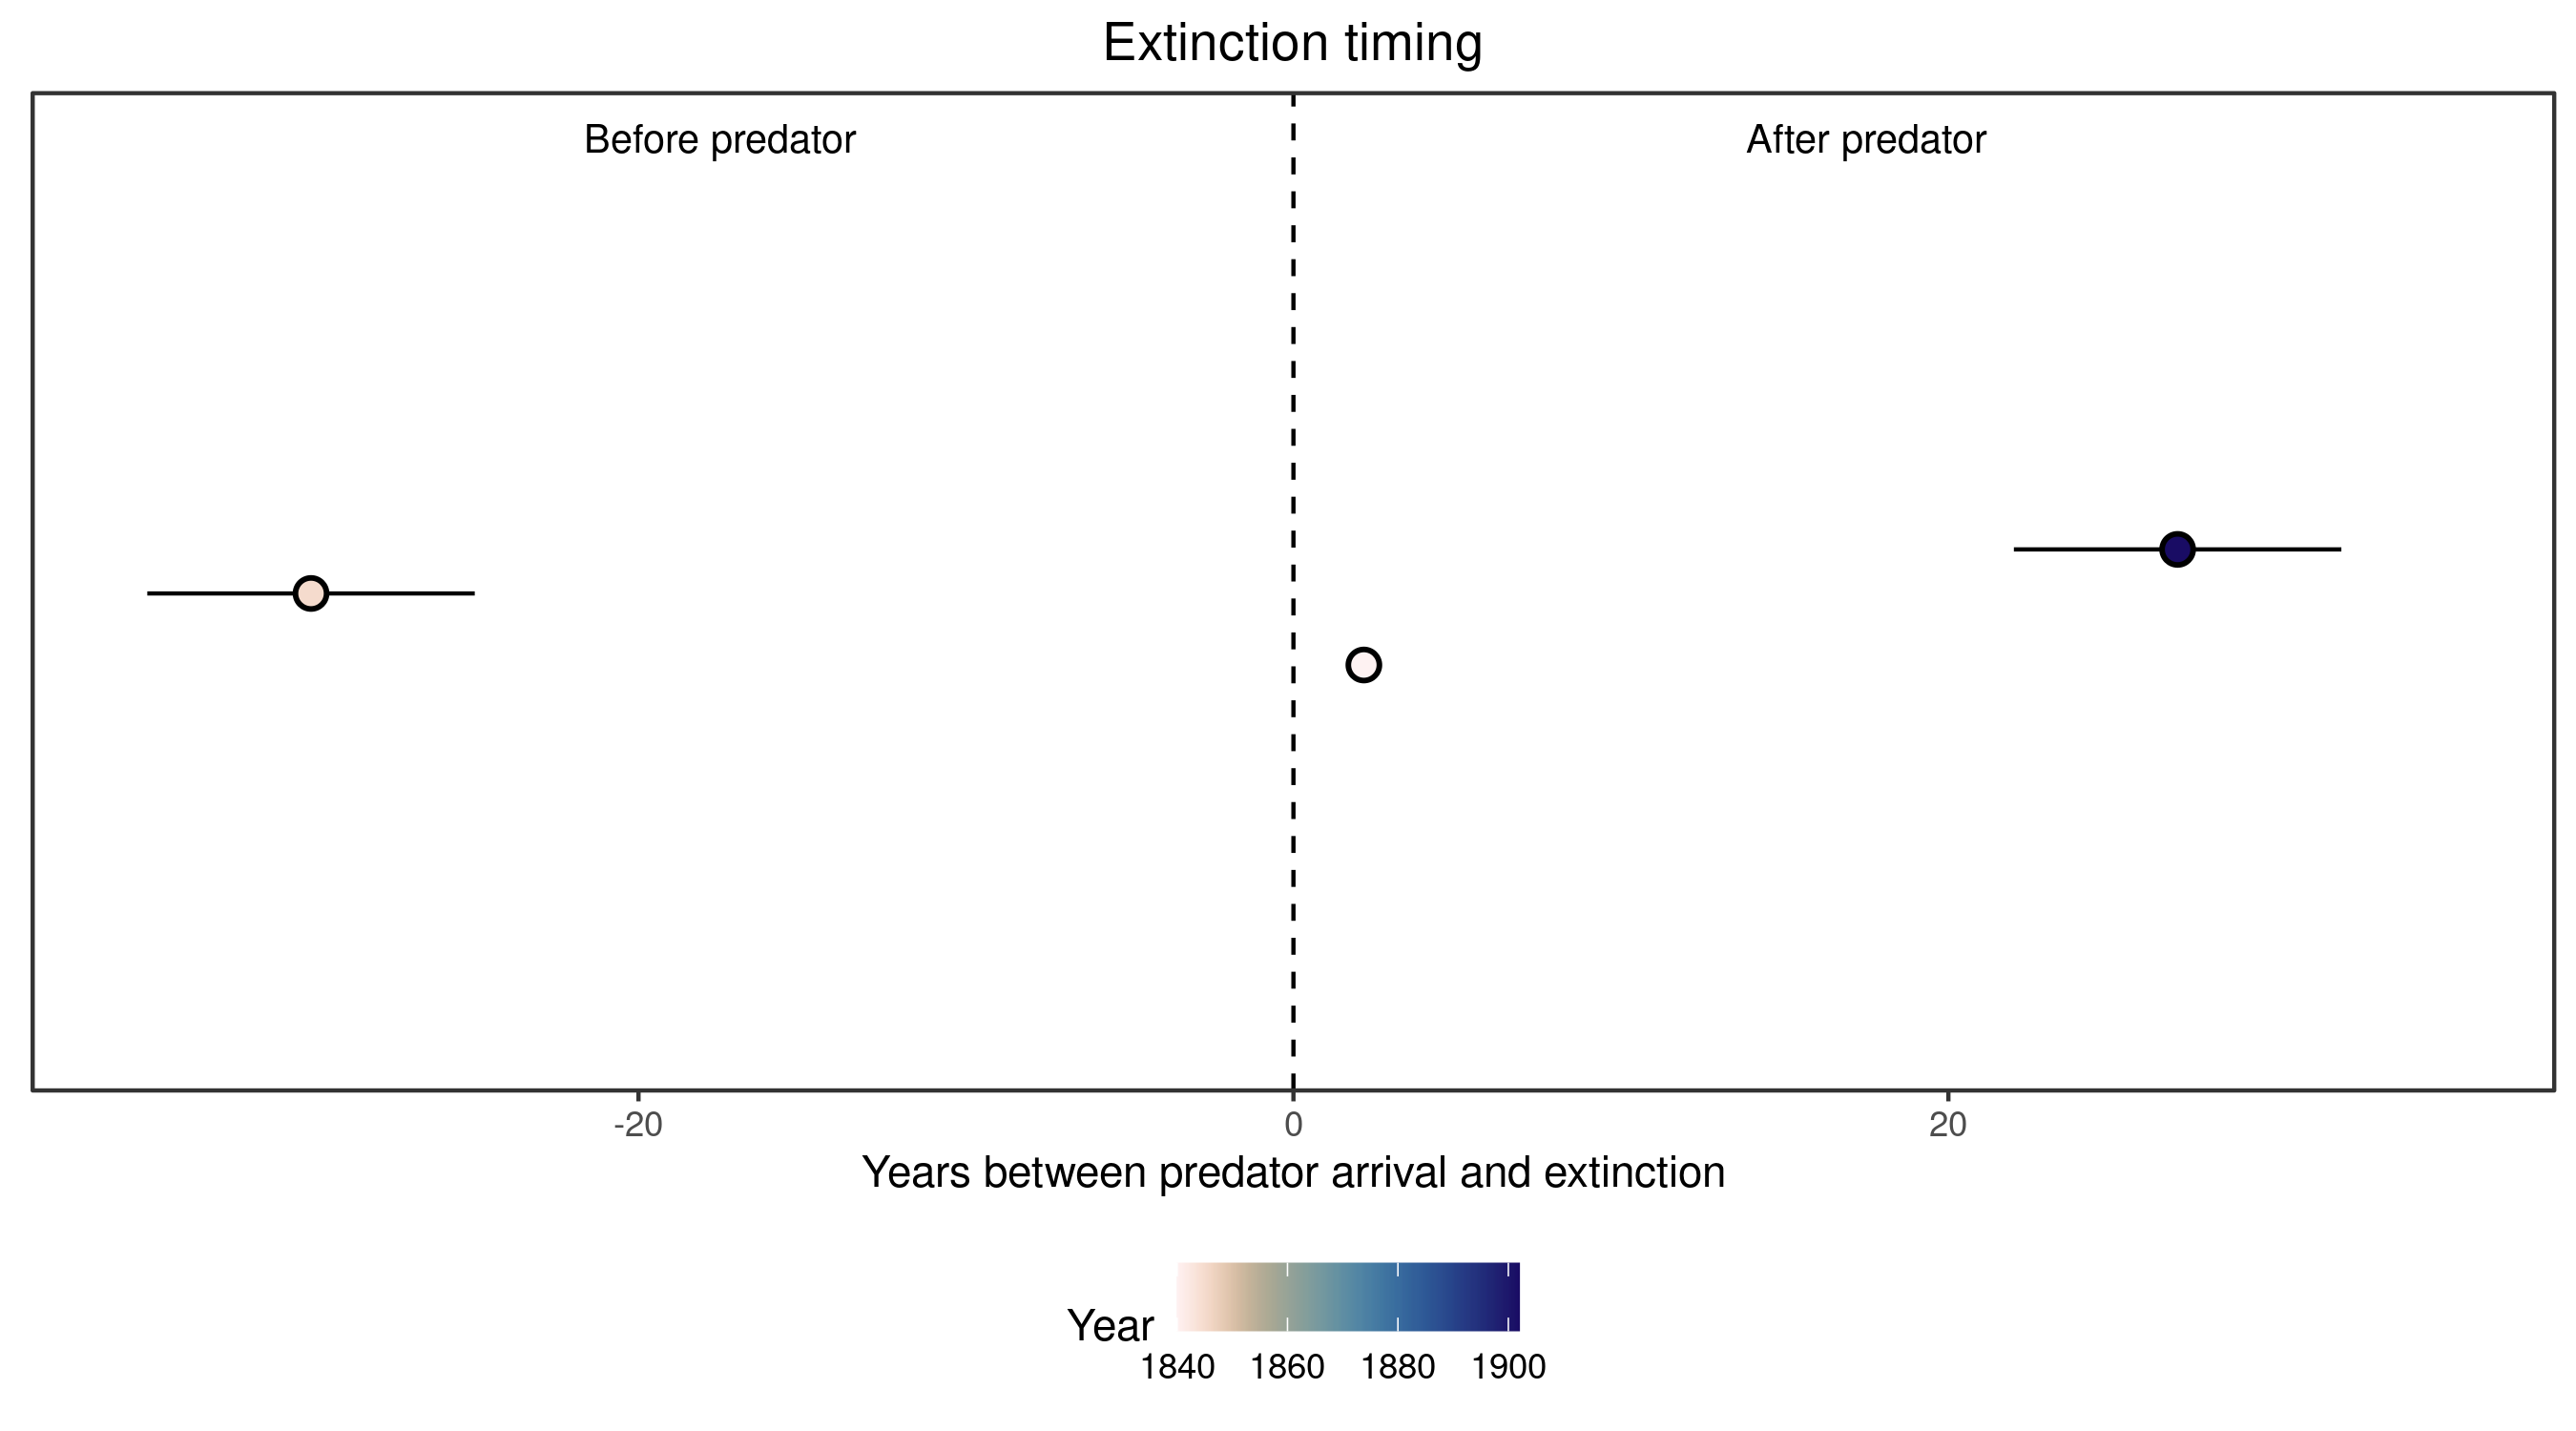 Extinction timing
Before predator
After predator
-20
0
20
Years between predator arrival and extinction
Year
1840
1860
1880
1900